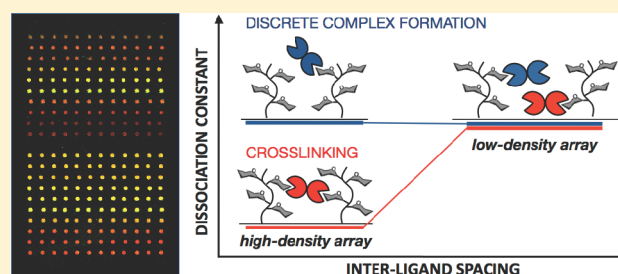 DISCRETE COMPLEX FORMATION
DISSOCIATION CONSTANT
CROSSLINKING
low-density array
high-density array
INTER-LIGAND SPACING